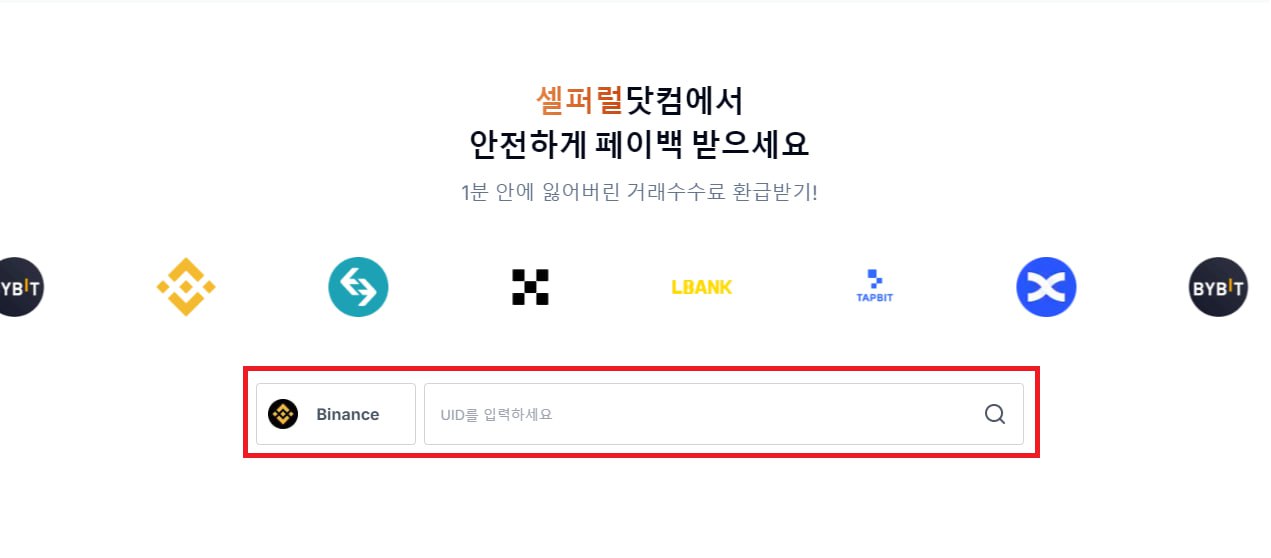 셀퍼럴닷컴에서
안전하게 페이백 받으세요
1분 안에 잃어버린 거래수수료 환급받기!
YBIT
LBANK
TAPBIT
BYBIT
Binance
UID를 입력하세요